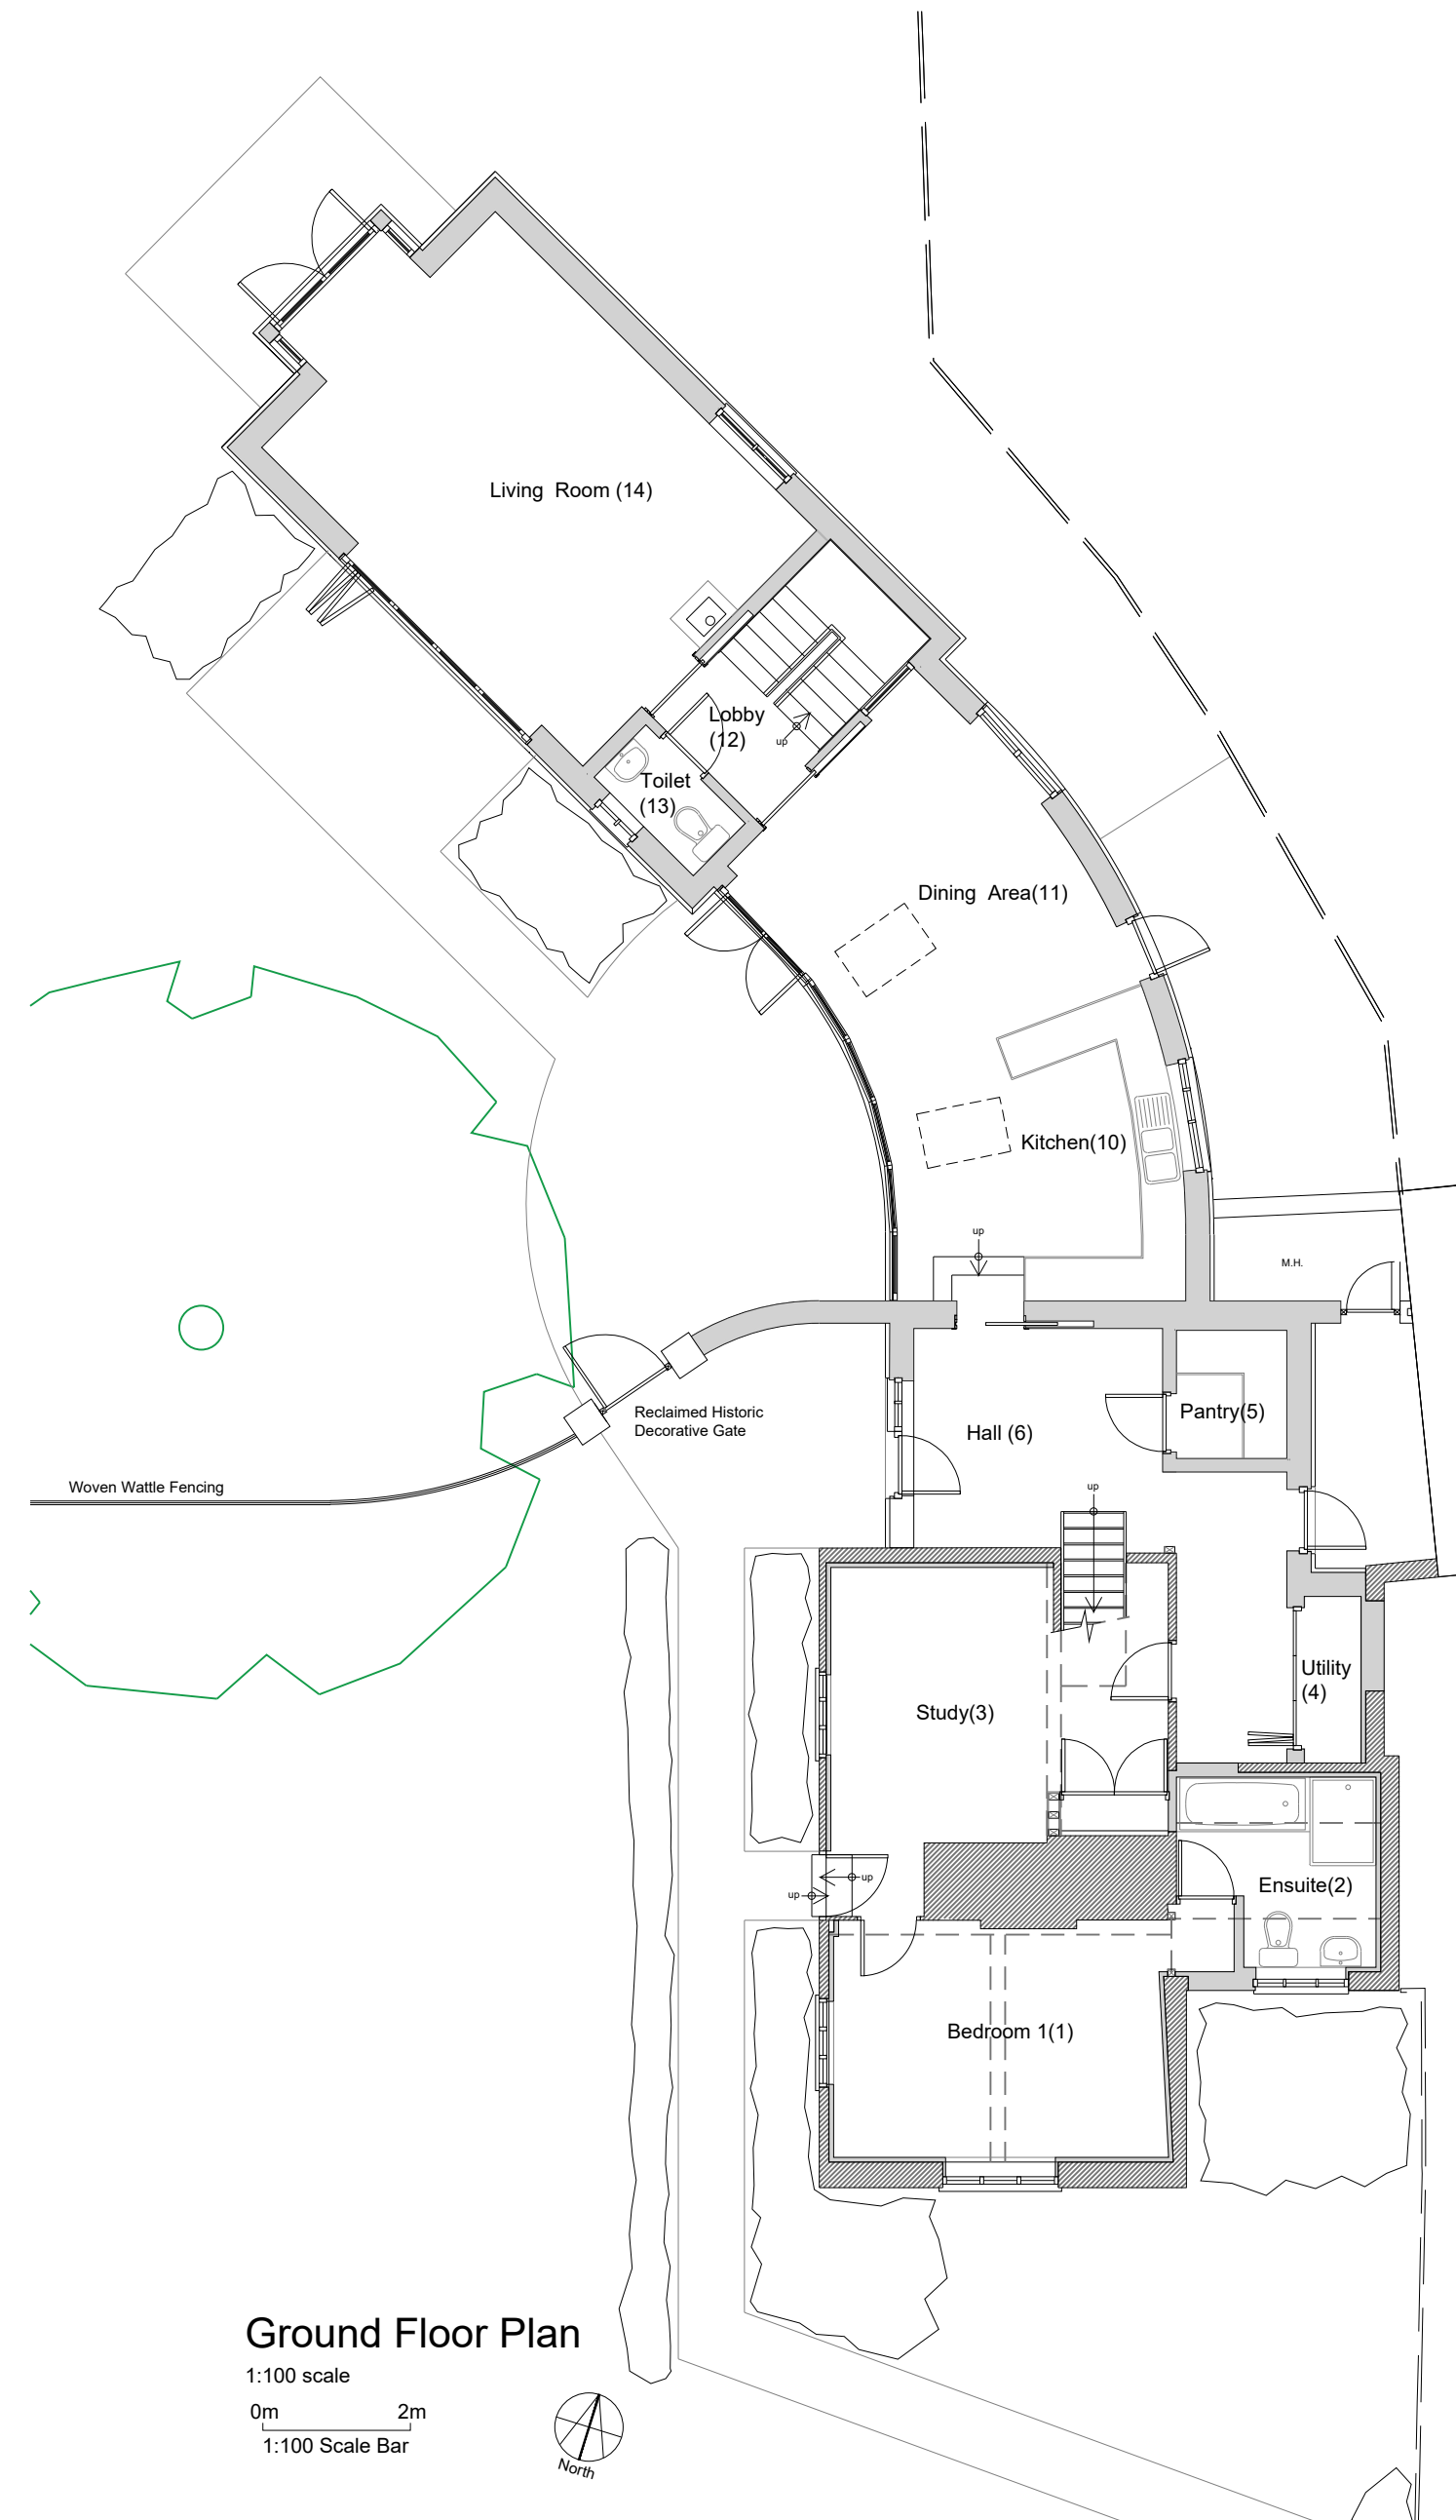 Living Room (14)
Lobby
(12)
up
Toilet
(13)
Dining Area(11)
Kitchen(10)
up
M.H.
Reclaimed Historic
Decorative Gate
Hall (6)
Pantry(5)
Woven Wattle Fencing
up
Utility
(4)
Study(3)
up
up
Ensuite(2)
Bedroom 1(1)
Ground Floor Plan
1:100 scale
0m 2m
1:100 Scale Bar
North